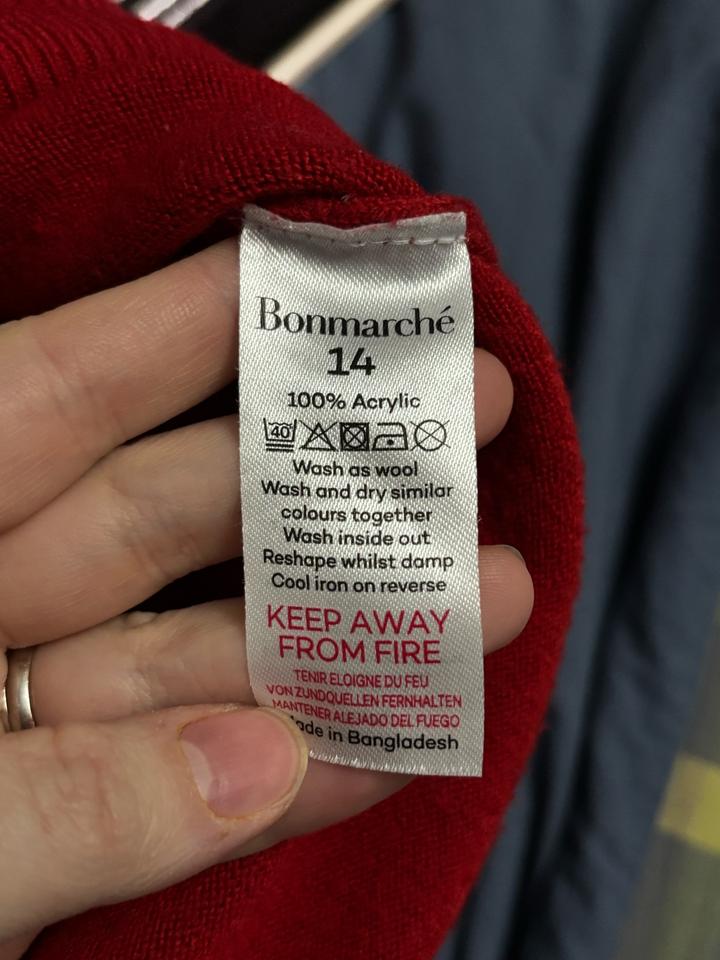 Bonmarché
14
100% Acrylic
40
Wash as wool
Wash and dry similar
colours together
Wash inside out
Reshape whilst damp
Cool iron on reverse
KEEP AWAY
FROM FIRE
TENIR ELOIGNE DU FEU
VON ZUNDQUELLEN FERNHALTEN
MANTENER ALEJADO DEL FUEGO
ade in Bangladesh